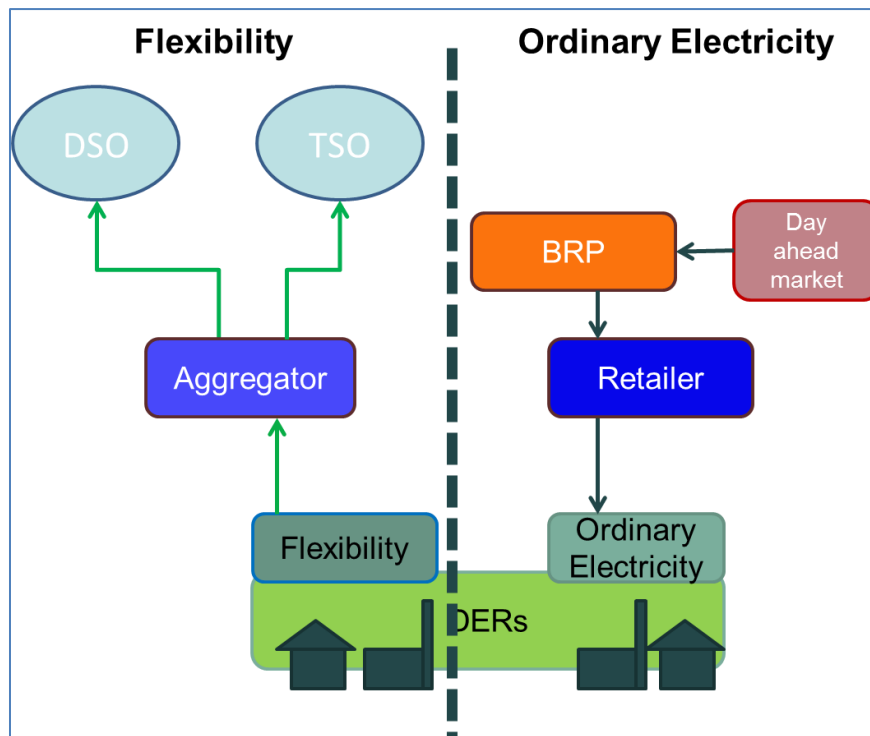 Flexibility
Ordinary Electricity
DSO
TSO
BRP
Day
ahead
market
Aggregator
Retailer
Flexibility
Ordinary
Electricity
DERs